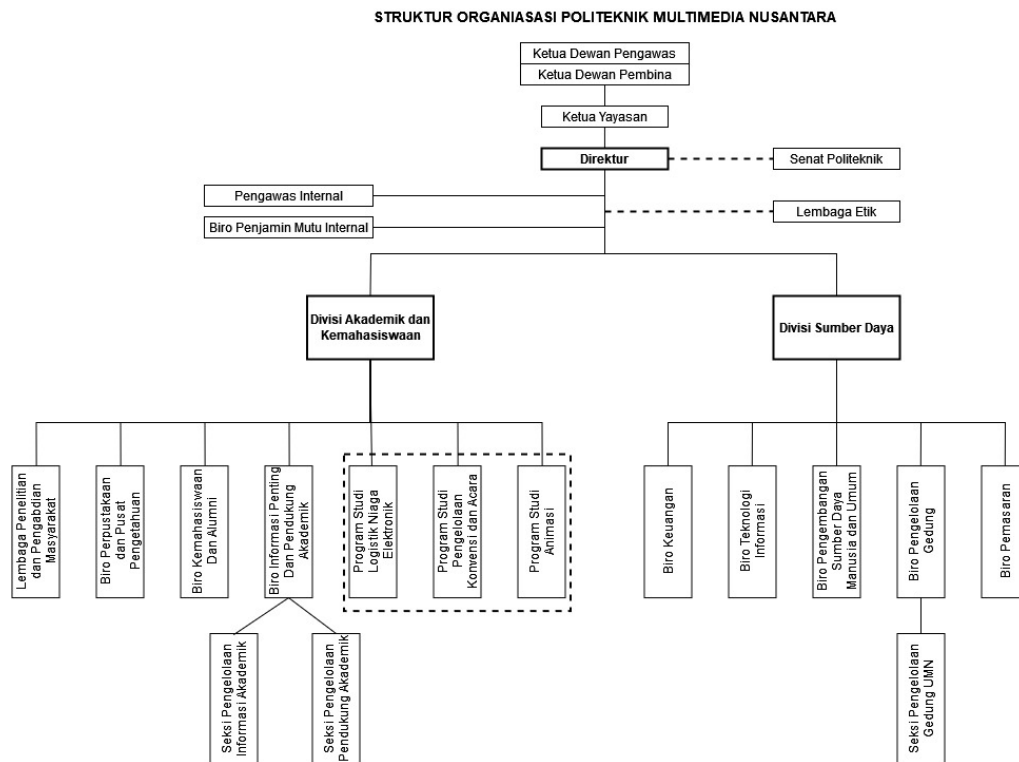 STRUKTUR ORGANIASASI POLITEKNIK MULTIMEDIA NUSANTARA
Ketua Dewan Pengawas
Ketua Dewan Pembina
Ketua Yayasan
Direktur
Senat Politeknik
Pengawas Internal
Lembaga Etik
Biro Penjamin Mutu Internal
Divisi Akademik dan
Kemahasiswaan
Divisi Sumber Daya
Lembaga Penelitian
dan Pengabdian
Masyarakat
Biro Perpustakaan
dan Pusat
Pengetahuan
Biro Kemahasiswaan
Dan Alumni
Biro Informasi Penting
Dan Pendukung
Akademik
Program Studi
Logistik Niaga
Elektronik
Program Studi
Pengelolaan
Konvensi dan Acara
Program Studi
Animasi
Biro Keuangan
Biro Teknologi
Informasi
Biro Pengembangan
Sumber Daya
Manusia dan Umum
Biro Pengelolaan
Gedung
Biro Pemasaran
Seksi Pengelolaan
Informasi Akademik
Seksi Pengelolaan
Pendukung Akademik
Seksi Pengelolaan
Gedung UMN